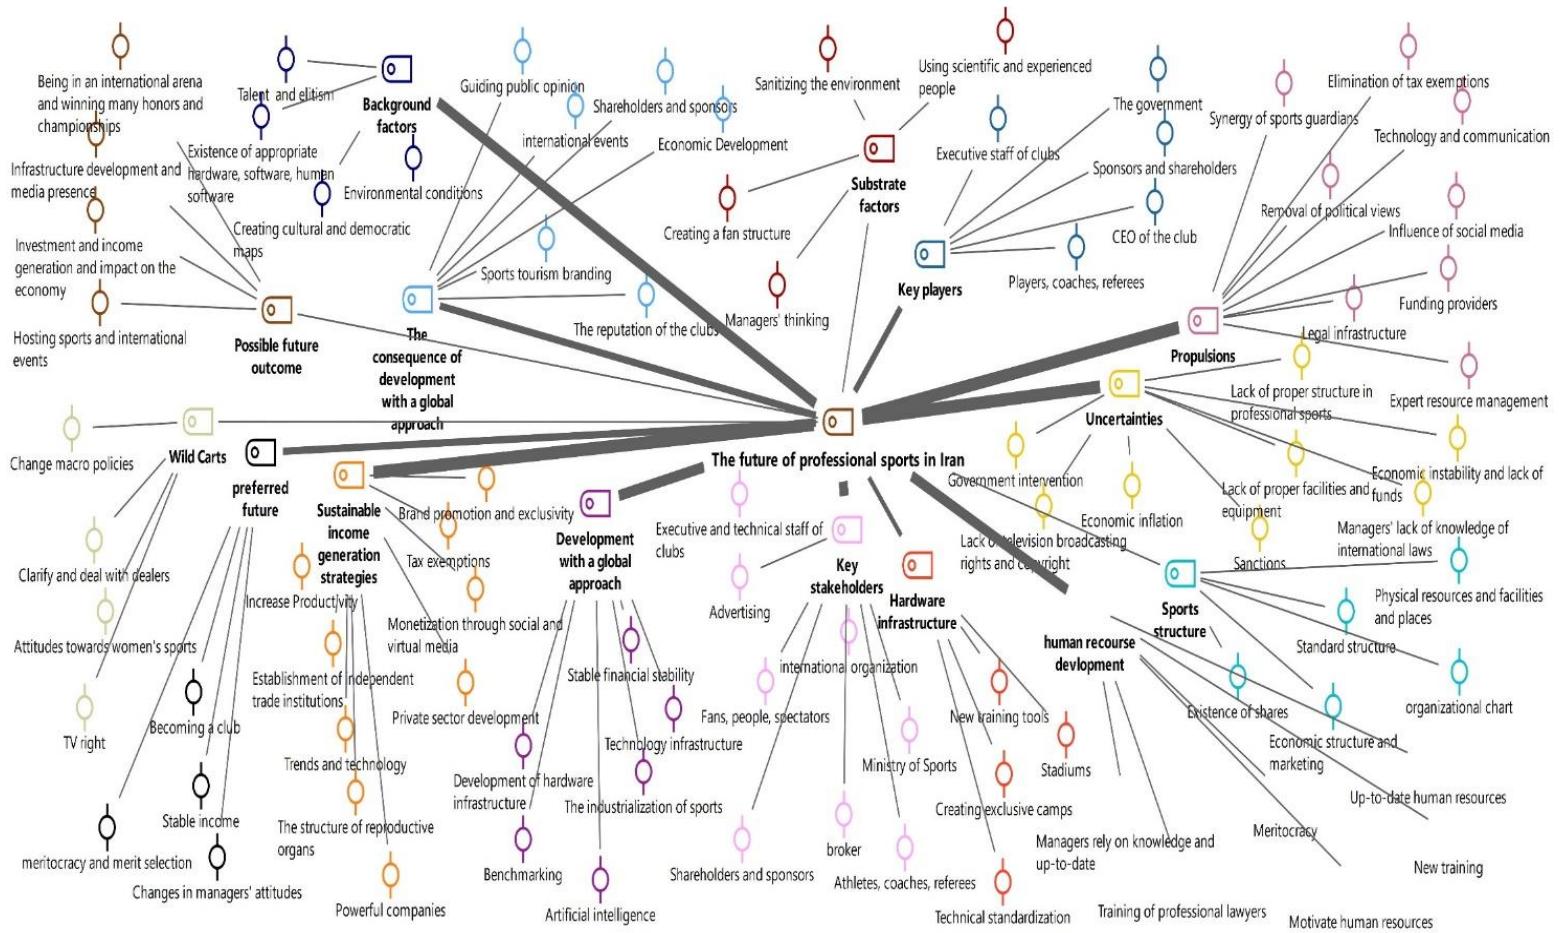 Being in an international arena
and winning many honors and
championships
Infrastructure development and
media presence
Investment and income
generation and impact on the
economy
Hosting sports and international
events
Possible future
outcome
Talent and elitism
Background
factors
Existence of appropriate
hardware, software, human
software
Environmental conditions
Creating cultural and democratic
maps
Guiding public opinion
Shareholders and sponsors
international events
Economic Development
Sports tourism branding
The reputation of the clubs
The
consequence of
development
with a global
approach
Sanitizing the environment
Using scientific and experienced
people
Substrate
factors
Creating a fan structure
Managers' thinking
Executive staff of clubs
The government
Sponsors and shareholders
CEO of the club
Players, coaches, referees
Key players
Elimination of tax exemptions
Synergy of sports guardians
Technology and communication
Removal of political views
Influence of social media
Funding providers
Legal infrastructure
Expert resource management
Propulsions
Uncertainties
Lack of proper structure in
professional sports
Government intervention
Economic inflation
Lack of television broadcasting
rights and copyright
Lack of proper facilities and
equipment
Sanctions
Economic instability and lack of
funds
Managers' lack of knowledge of
international laws
The future of professional sports in Iran
Wild Carts
Change macro policies
Clarify and deal with dealers
Attitudes towards women's sports
TV right
preferred
future
Becoming a club
Stable income
meritocracy and merit selection
Changes in managers' attitudes
Sustainable
income
generation
strategies
Brand promotion and exclusivity
Tax exemptions
Increase Productivity
Monetization through social and
virtual media
Establishment of independent
trade institutions
Private sector development
Trends and technology
The structure of reproductive
organs
Powerful companies
Development
with a global
approach
Stable financial stability
Technology infrastructure
Development of hardware
infrastructure
The industrialization of sports
Benchmarking
Artificial intelligence
Executive and technical staff of
clubs
Key
stakeholders
Advertising
international organization
Fans, people, spectators
Ministry of Sports
broker
Shareholders and sponsors
Athletes, coaches, referees
Hardware
infrastructure
New training tools
Stadiums
Creating exclusive camps
Technical standardization
human recourse
devlopment
Managers rely on knowledge and
up-to-date
Meritocracy
Up-to-date human resources
New training
Training of professional lawyers
Motivate human resources
Sports
structure
Physical resources and facilities
and places
Standard structure
organizational chart
Existence of shares
Economic structure and
marketing